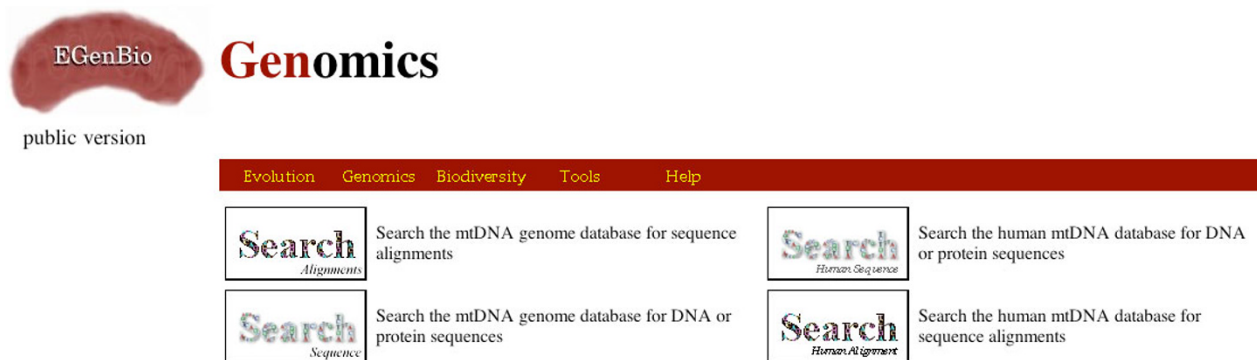 EGenBio
Genomics
public version
Evolution Genomics Biodiversity Tools Help
Search
Alignments
Search the mtDNA genome database for sequence
alignments
Search
Human Sequence
Search the human mtDNA database for DNA
or protein sequences
Search
Sequence
Search the mtDNA genome database for DNA or
protein sequences
Search
Human Alignment
Search the human mtDNA database for
sequence alignments